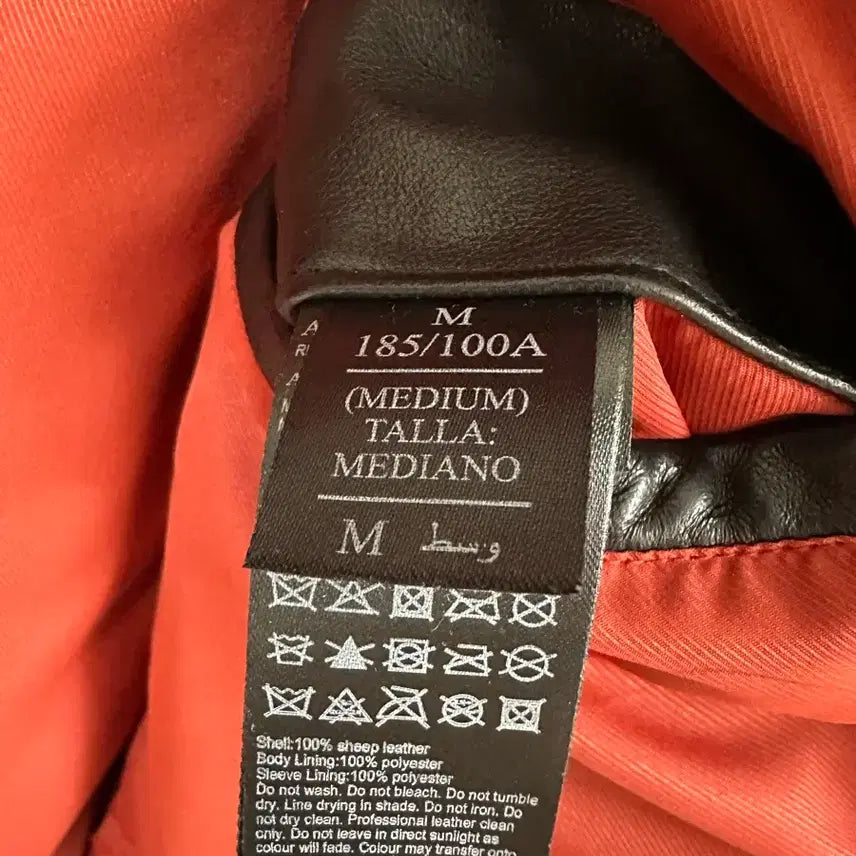 M
185/100A
(MEDIUM)
TALLA:
MEDIANO
M وسط
Shell:100% sheep leather
Body Lining:100% polyester
Sleeve Lining:100% polyester
Do not wash. Do not bleach. Do not tumble
dry. Line drying in shade. Do not iron. Do
not dry clean. Professional leather clean
only. Do not leave in direct sunlight as
colour will fade. Colour may transfer onto